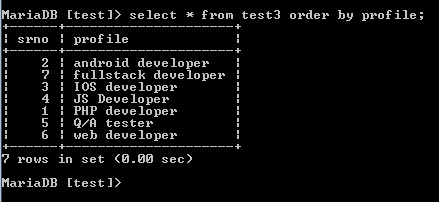 MariaDB [test]> select * from test3 order by profile;
+------+---------------------+
| srno | profile             |
+------+---------------------+
|    2 | android developer   |
|    7 | fullstack developer |
|    3 | IOS developer       |
|    4 | JS Developer        |
|    1 | PHP developer       |
|    5 | Q/A tester          |
|    6 | web developer       |
+------+---------------------+
7 rows in set (0.00 sec)
MariaDB [test]>